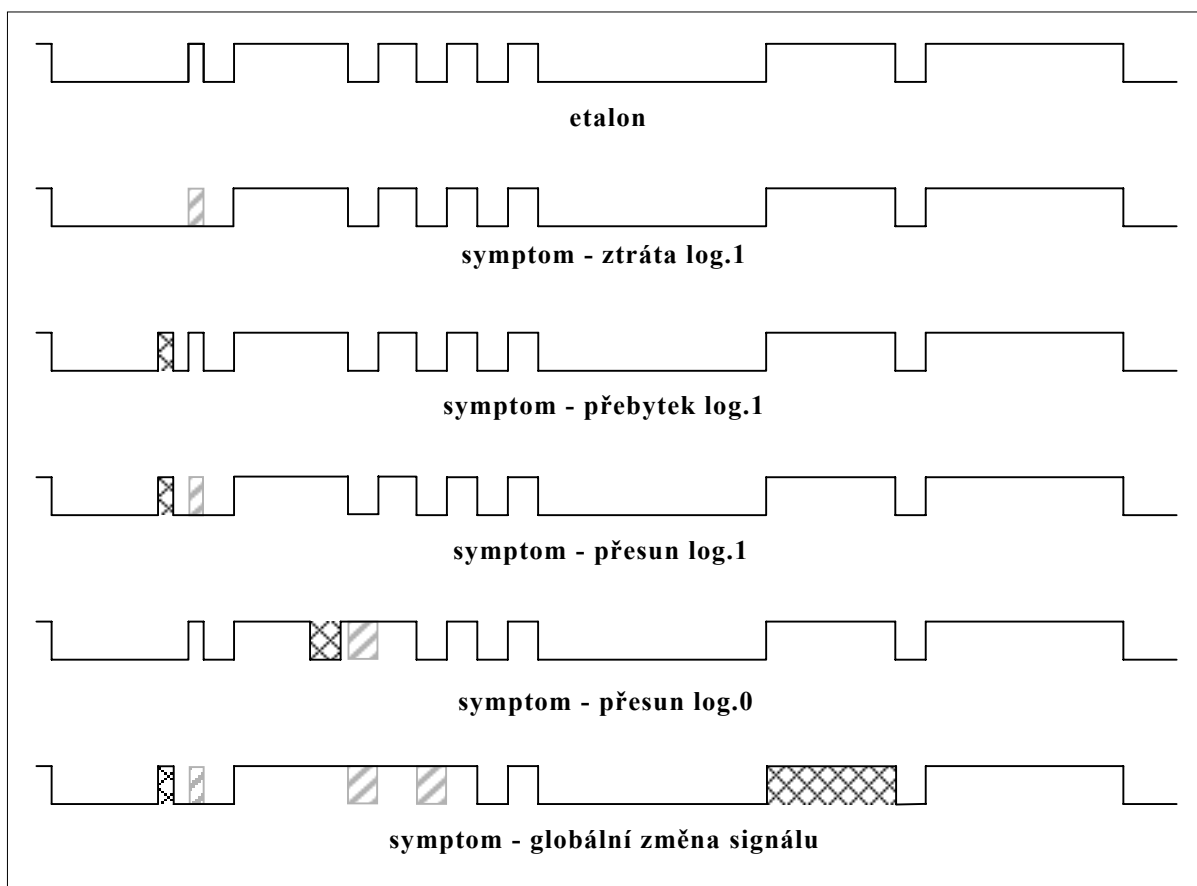 etalon
symptom - ztráta log.1
symptom - přebytek log.1
symptom - přesun log.1
symptom - přesun log.0
symptom - globální změna signálu